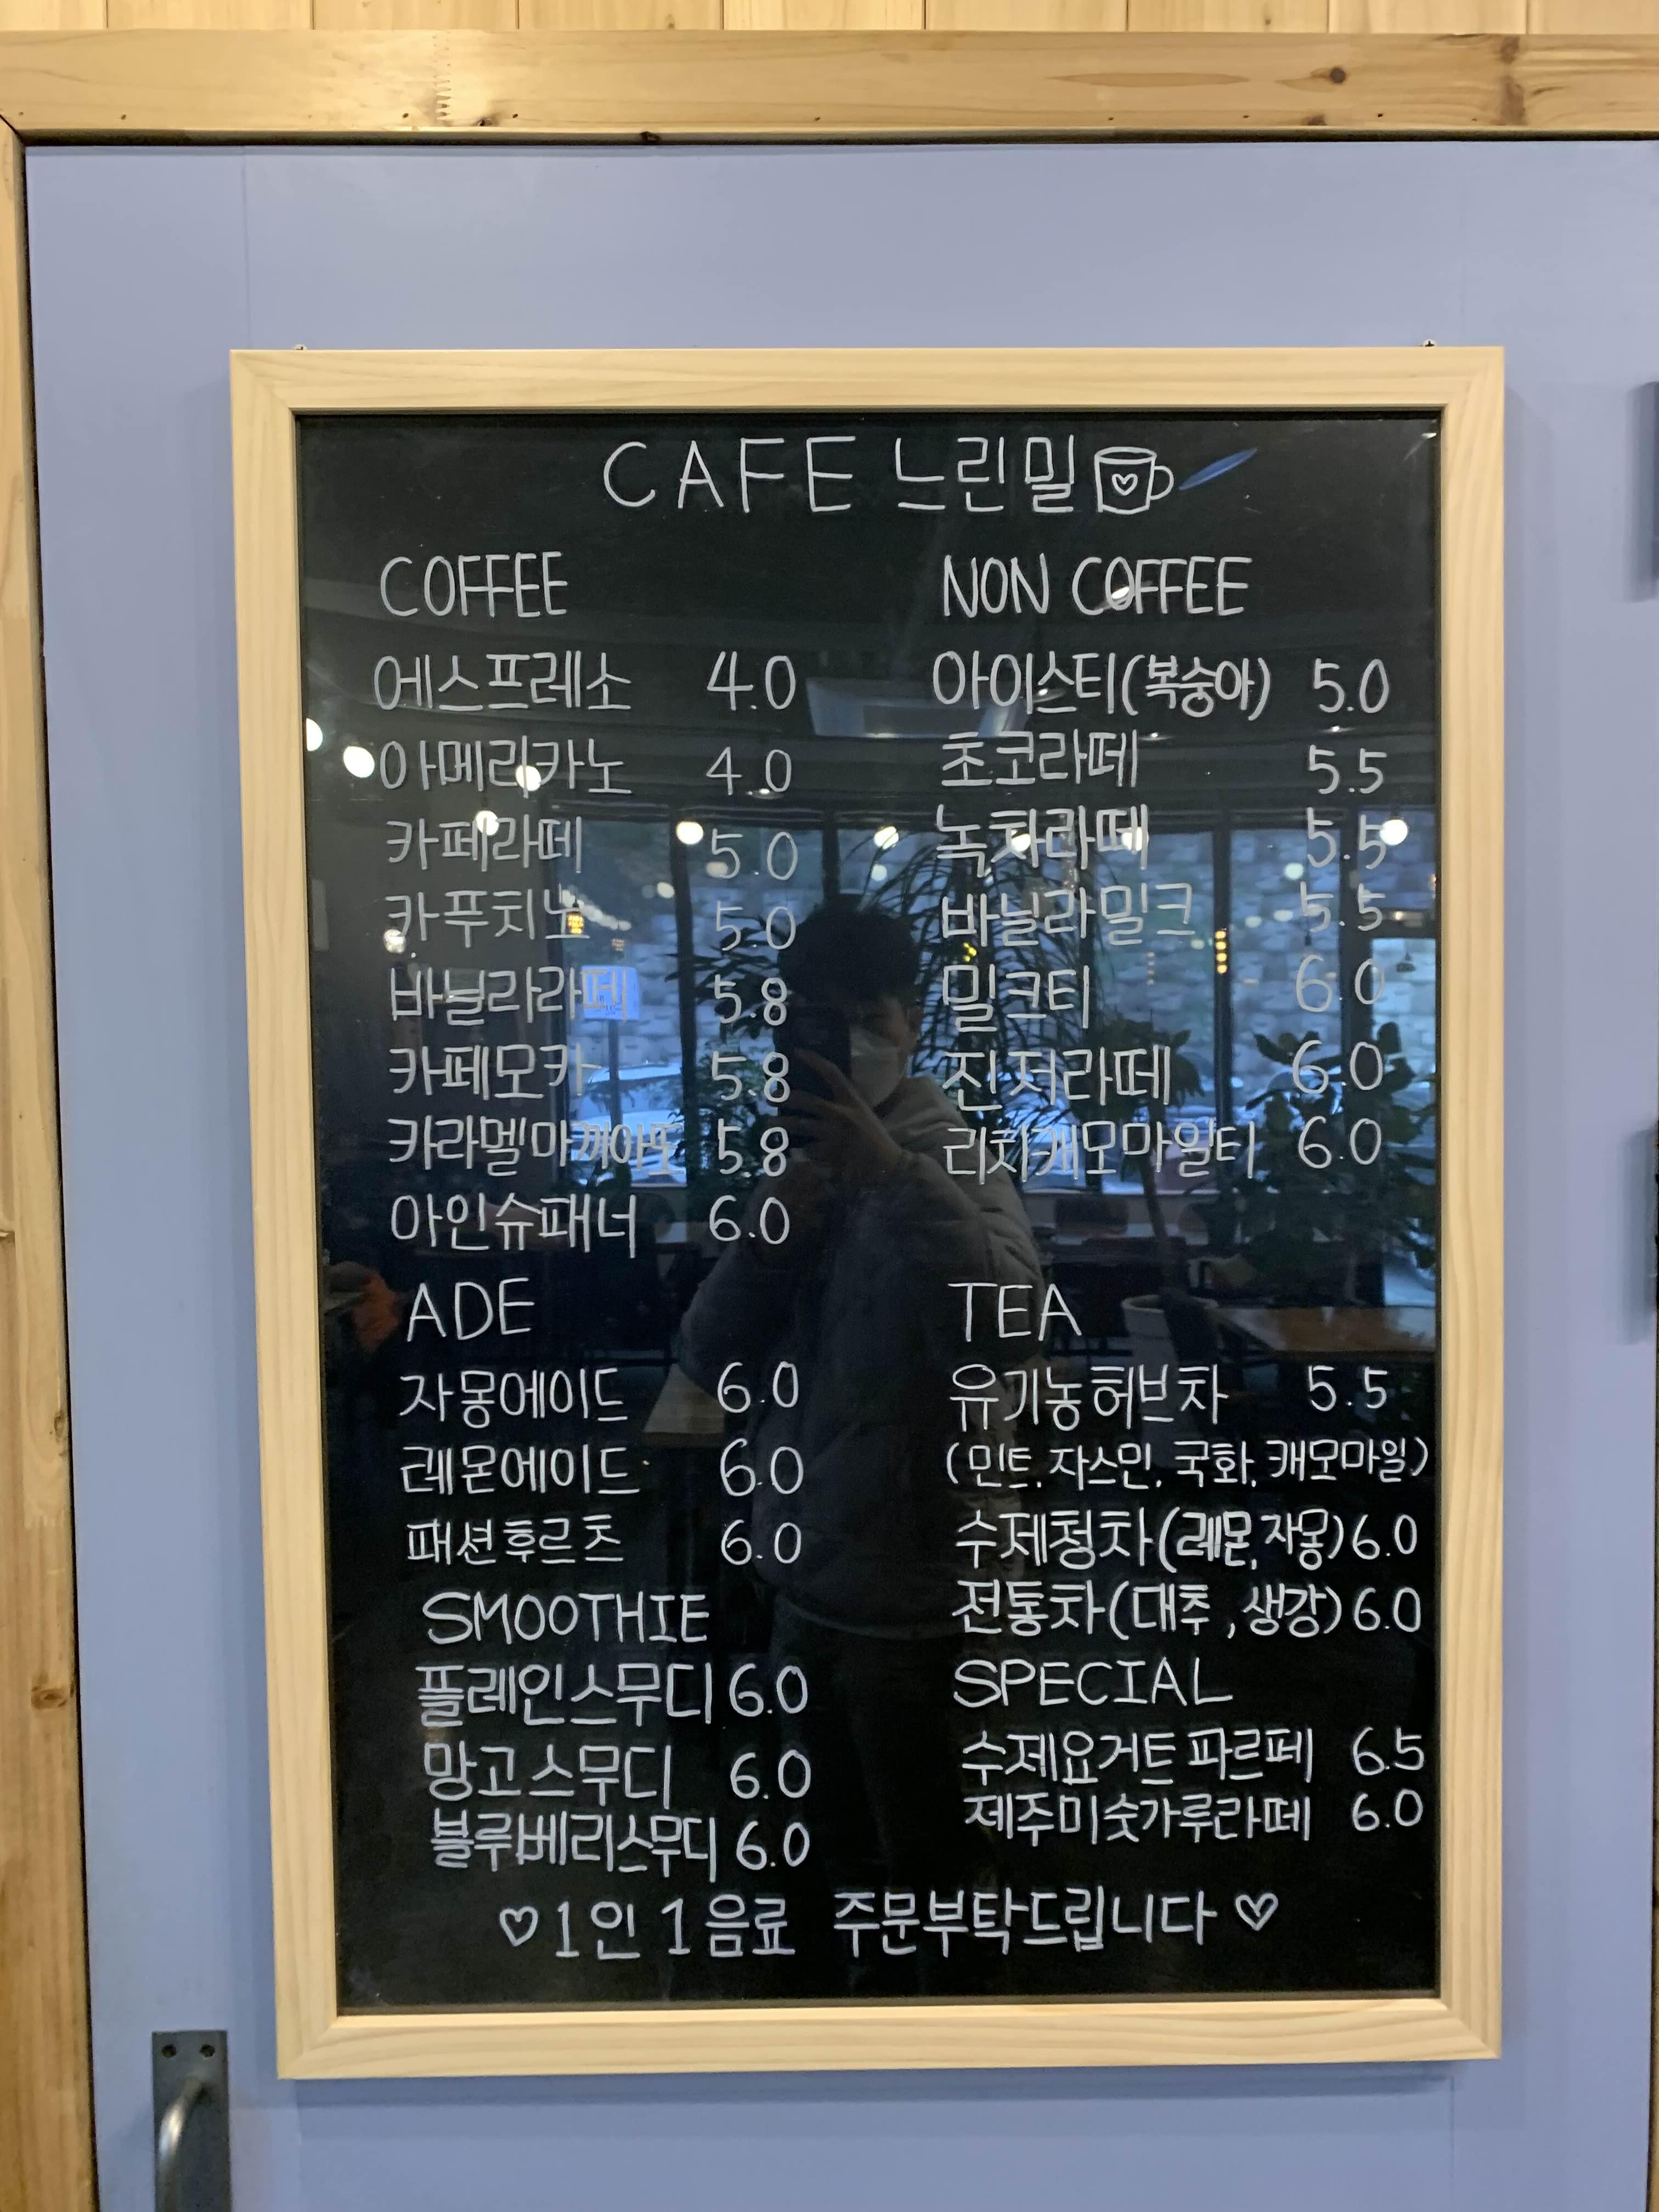 CAFE 느린밀
COFFEE
에스프레소 4.0
아메리카노 4.0
카페라떼 5.0
카푸치노 5.0
바닐라라떼 5.8
카페모카 5.8
카라멜마끼아또 5.8
아인슈패너 6.0
ADE
자몽에이드 6.0
레몬에이드 6.0
패션후르츠 6.0
SMOOTHIE
플레인스무디 6.0
망고스무디 6.0
블루베리스무디 6.0
NON COFFEE
아이스티(복숭아) 5.0
초코라떼 5.5
녹차라떼 5.5
바닐라밀크 5.5
밀크티 6.0
진저라떼 6.0
리치캐모마일티 6.0
TEA
유기농허브차 5.5
(민트, 자스민, 국화, 캐모마일)
수제청차(레몬,자몽) 6.0
전통차(대추,생강) 6.0
SPECIAL
수제요거트 파르페 6.5
제주미숫가루라떼 6.0
♡1인 1음료 주문부탁드립니다♡